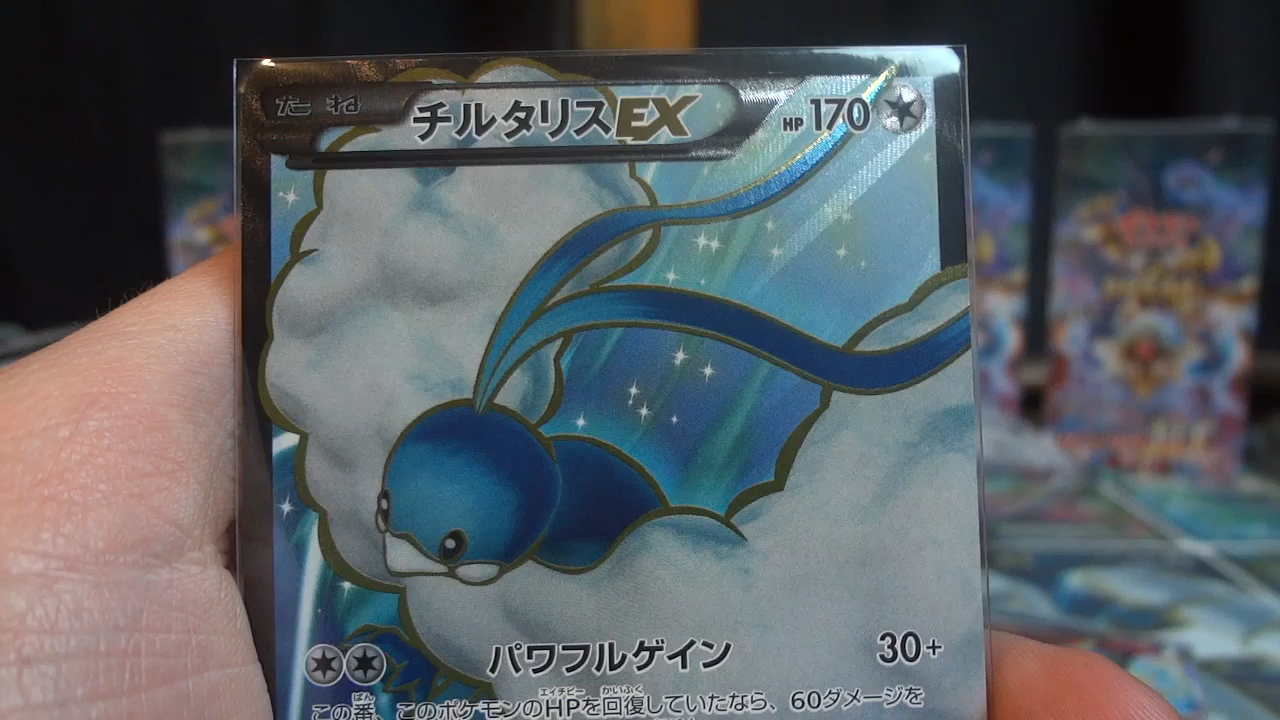 たね チルタリスEX HP170
パワフルゲイン 30+
この番、このポケモンのHPを回復していたなら、60ダメージを